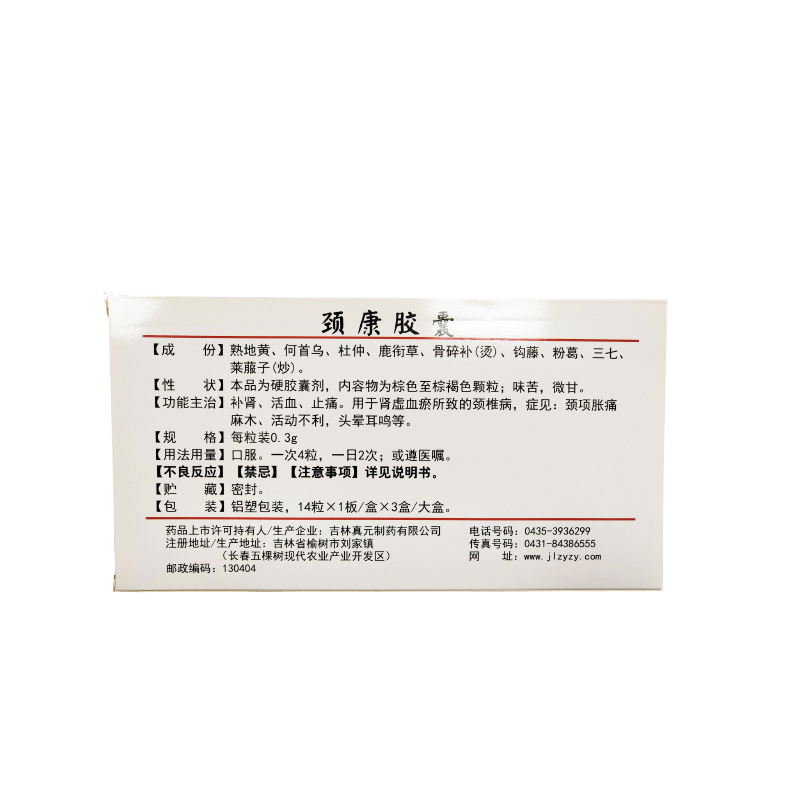 颈康胶囊
【成 份】熟地黄、何首乌、杜仲、鹿衔草、骨碎补(烫)、钩藤、粉葛、三七、
莱菔子(炒)。
【性 状】本品为硬胶囊剂，内容物为棕色至棕褐色颗粒；味苦，微甘。
【功能主治】补肾、活血、止痛。用于肾虚血瘀所致的颈椎病，症见：颈项胀痛
麻木、活动不利，头晕耳鸣等。
【规 格】每粒装0.3g
【用法用量】口服。一次4粒，一日2次；或遵医嘱。
【不良反应】【禁忌】【注意事项】详见说明书。
【贮 藏】密封。
【包 装】铝塑包装，14粒×1板/盒×3盒/大盒。
药品上市许可持有人/生产企业：吉林真元制药有限公司
注册地址/生产地址：吉林省榆树市刘家镇
（长春五棵树现代农业产业开发区）
邮政编码：130404
电话号码：0435-3936299
传真号码：0431-84386555
网 址：www.jlzyzy.com